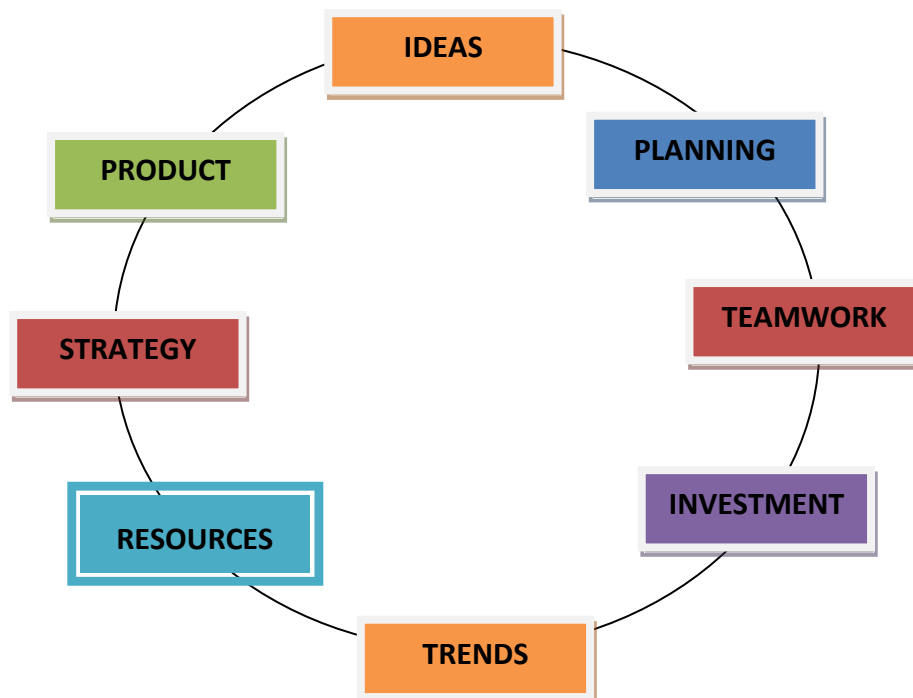 IDEAS
PLANNING
TEAMWORK
INVESTMENT
TRENDS
RESOURCES
STRATEGY
PRODUCT